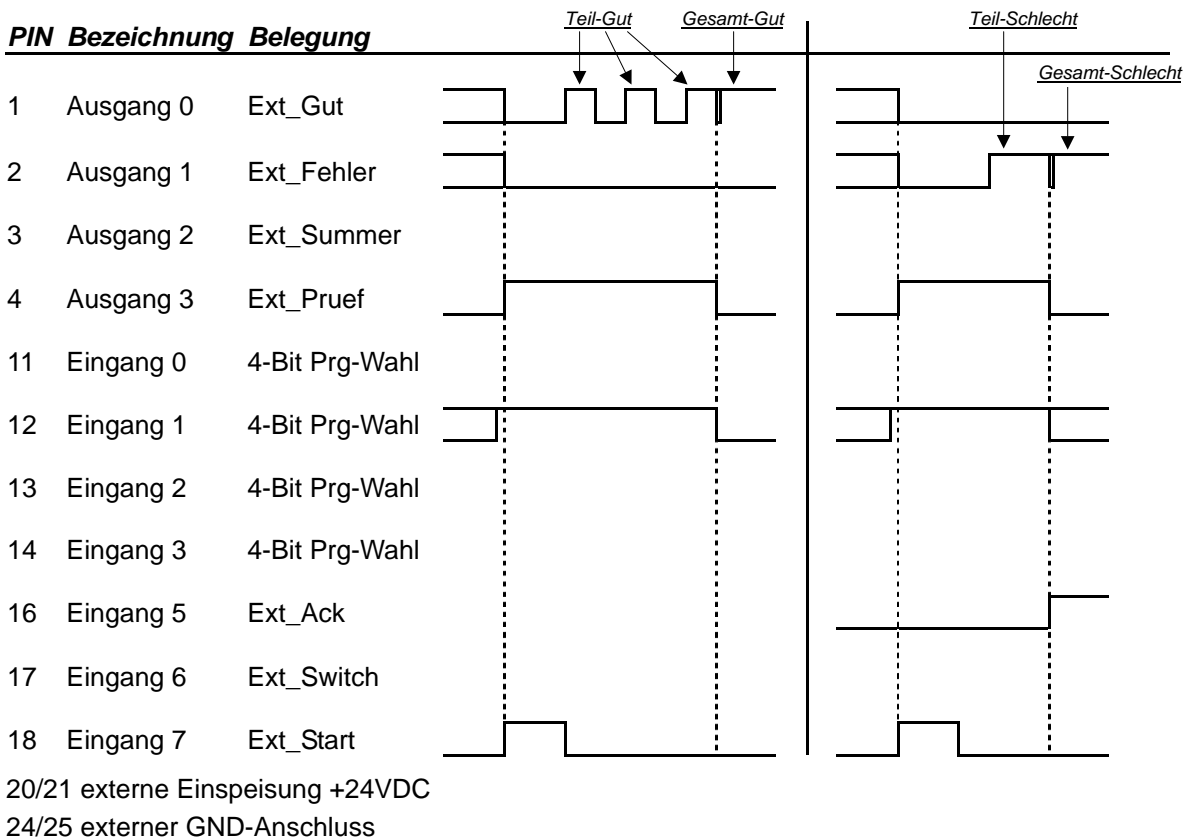 Teil-Gut Gesamt-Gut Teil-Schlecht
PIN Bezeichnung Belegung
Gesamt-Schlecht
1 Ausgang 0 Ext_Gut
2 Ausgang 1 Ext_Fehler
3 Ausgang 2 Ext_Summer
4 Ausgang 3 Ext_Pruef
11 Eingang 0 4-Bit Prg-Wahl
12 Eingang 1 4-Bit Prg-Wahl
13 Eingang 2 4-Bit Prg-Wahl
14 Eingang 3 4-Bit Prg-Wahl
16 Eingang 5 Ext_Ack
17 Eingang 6 Ext_Switch
18 Eingang 7 Ext_Start
20/21 externe Einspeisung +24VDC
24/25 externer GND-Anschluss